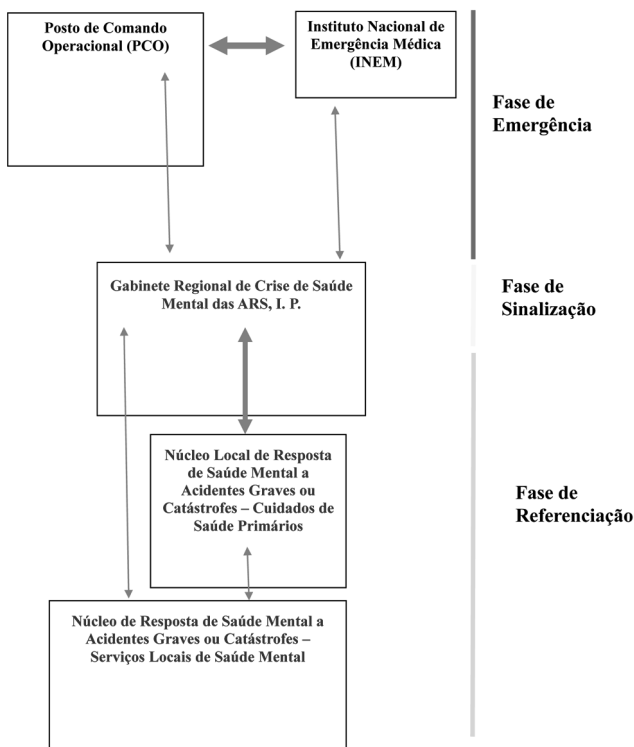 Posto de Comando
Operacional (PCO)
Instituto Nacional de
Emergência Médica
(INEM)
Fase de
Emergência
Gabinete Regional de Crise de Saúde
Mental das ARS, I. P.
Fase de
Sinalização
Núcleo Local de Resposta
de Saúde Mental a
Acidentes Graves ou
Catástrofes – Cuidados de
Saúde Primários
Fase de
Referenciação
Núcleo de Resposta de Saúde Mental a
Acidentes Graves ou Catástrofes –
Serviços Locais de Saúde Mental